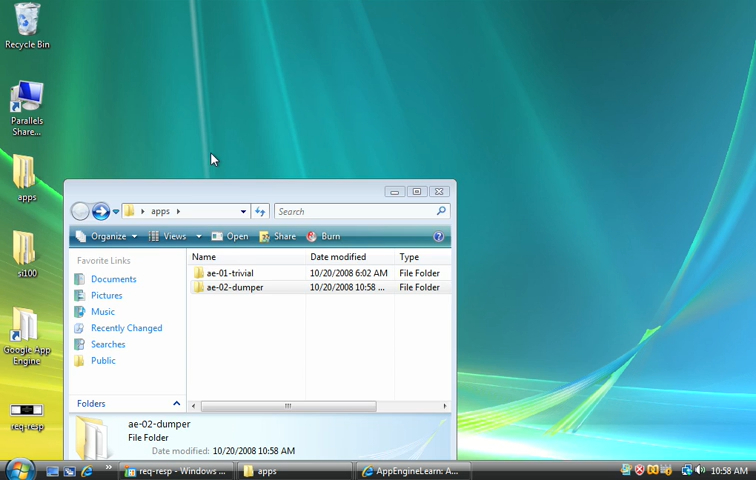 Recycle Bin
Parallels
Share...
apps
si100
Google App
Engine
req-resp
apps
Search
Organize
Views
Open
Share
Burn
Favorite Links
Documents
Pictures
Music
Recently Changed
Searches
Public
Folders
Name
Date modified
Type
ae-01-trivial
10/20/2008 6:02 AM
File Folder
ae-02-dumper
10/20/2008 10:58 ...
File Folder
ae-02-dumper
File Folder
Date modified: 10/20/2008 10:58 AM
req-resp - Windows ...
apps
AppEngineLearn: A...
10:58 AM